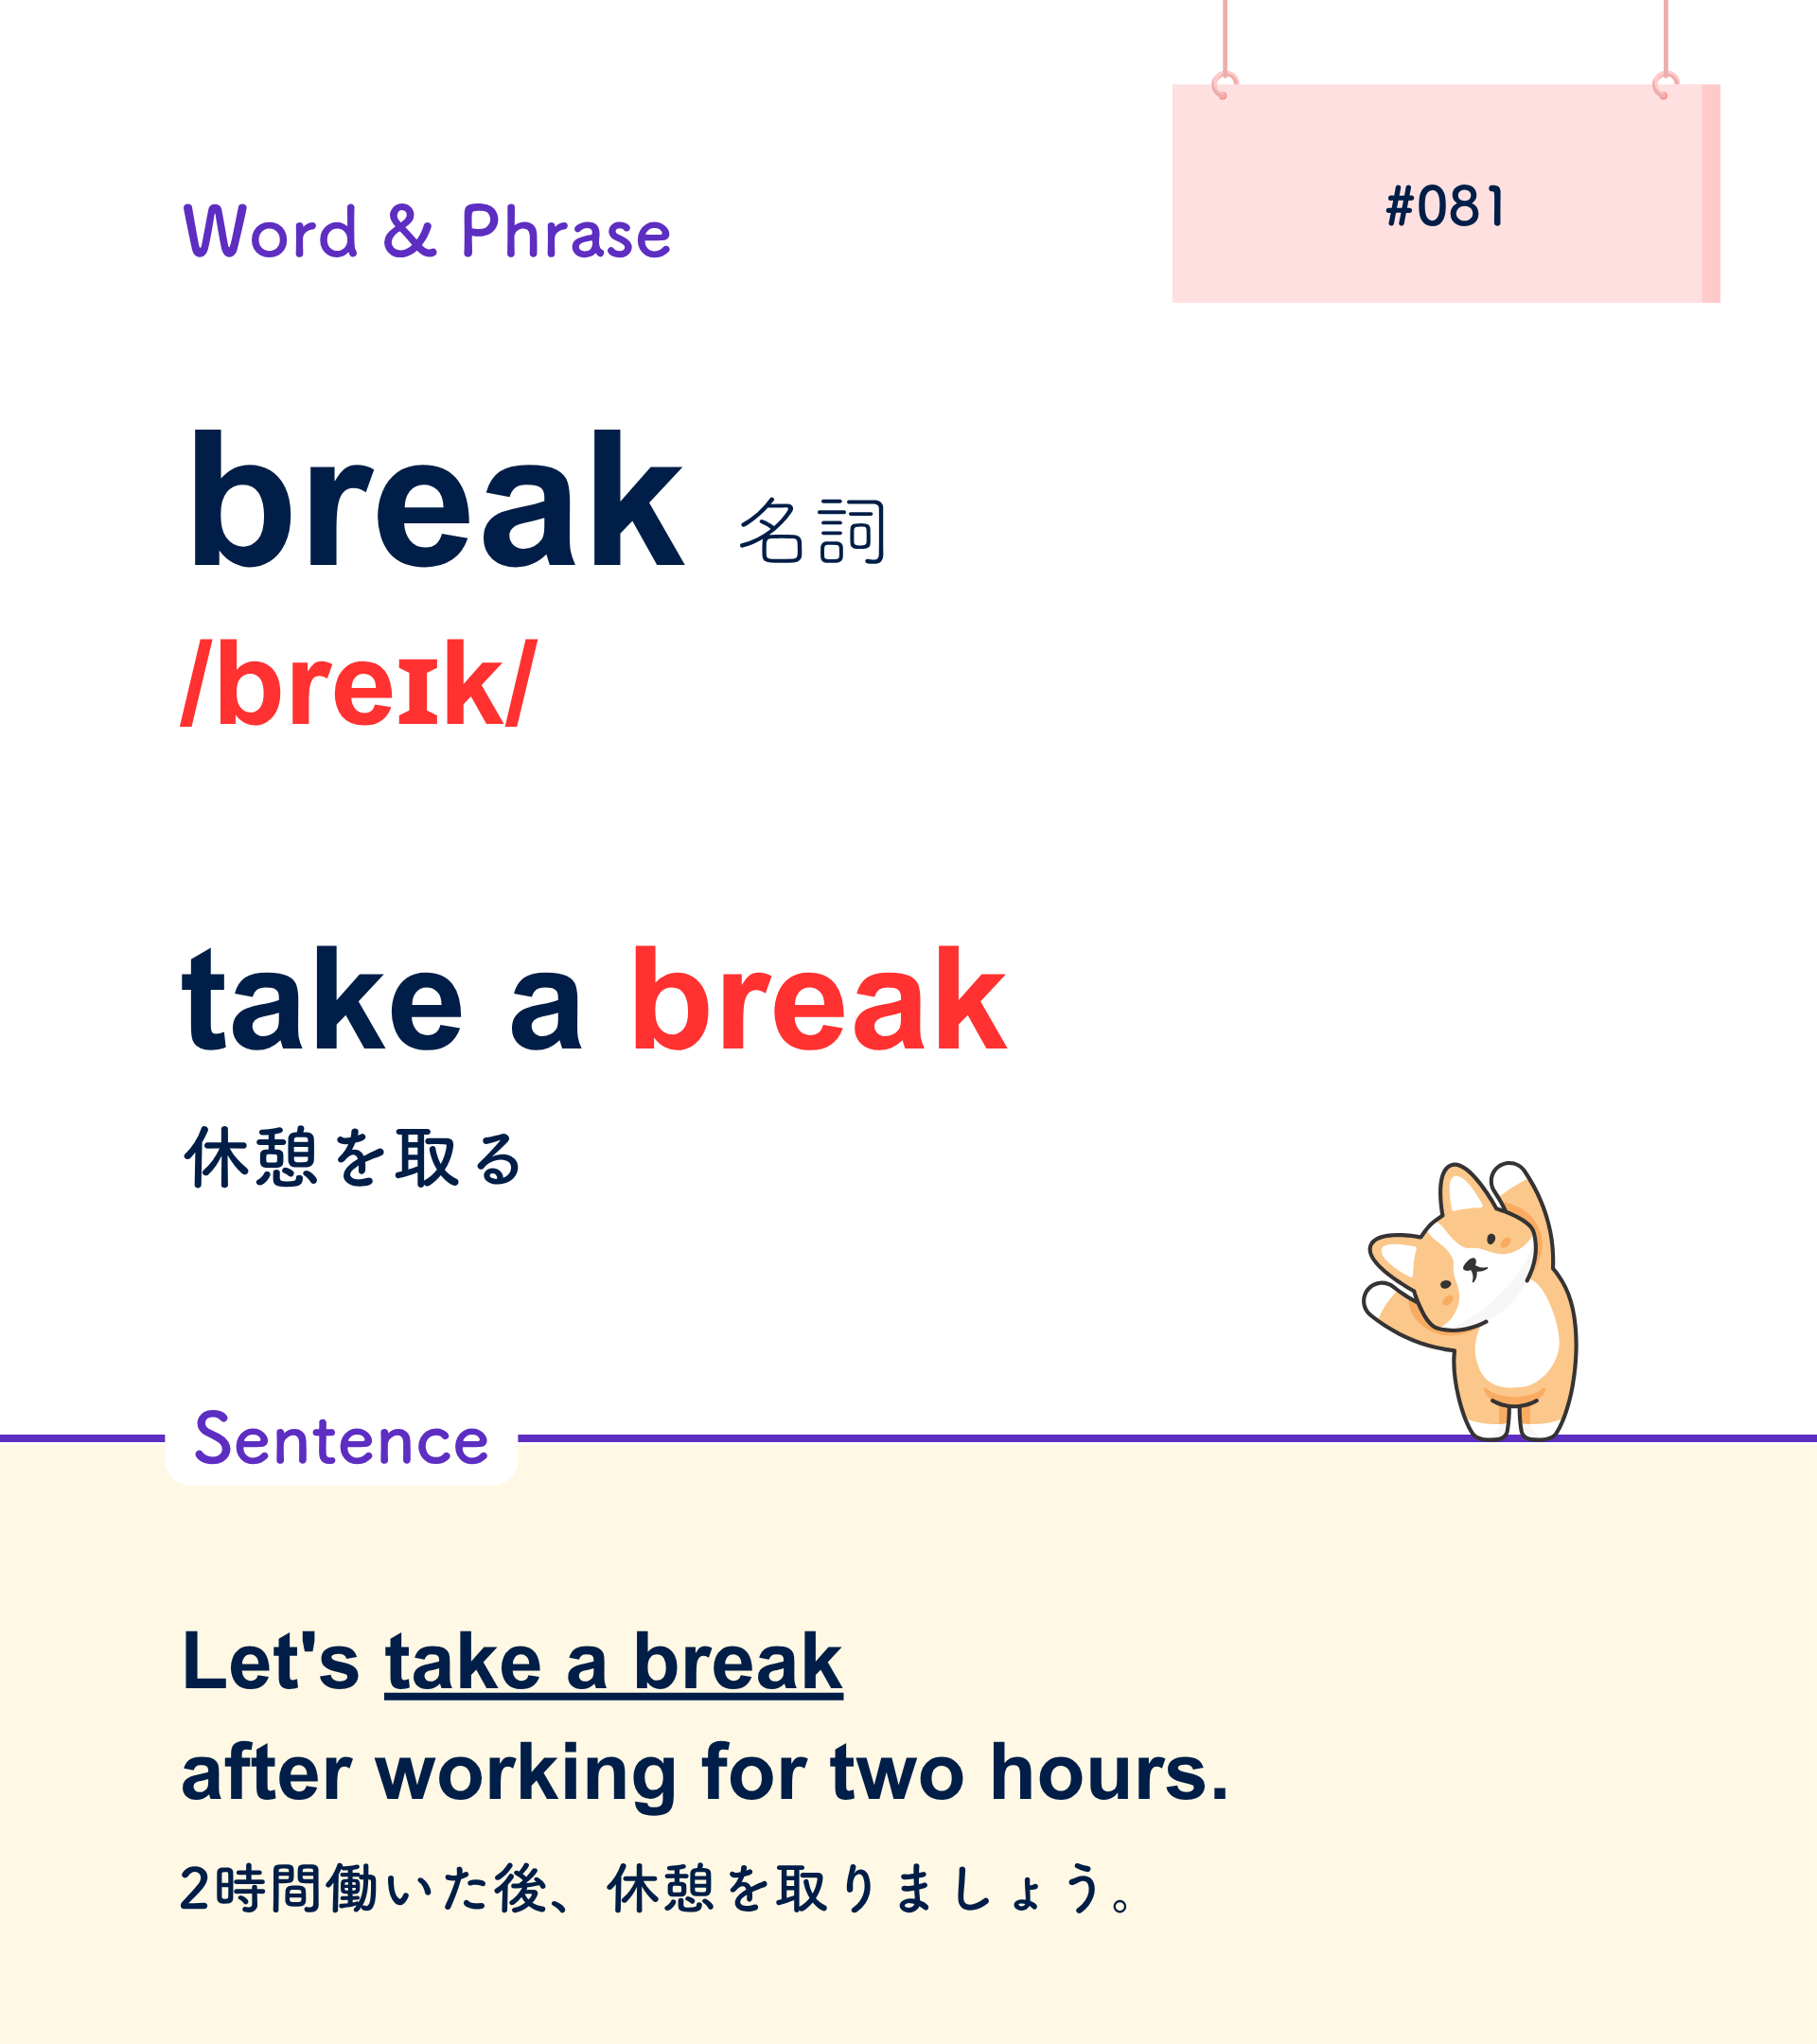 #081
Word & Phrase
break 名詞
/breɪk/
take a break
休憩を取る
Sentence
Let's take a break
after working for two hours.
2時間働いた後、休憩を取りましょう。